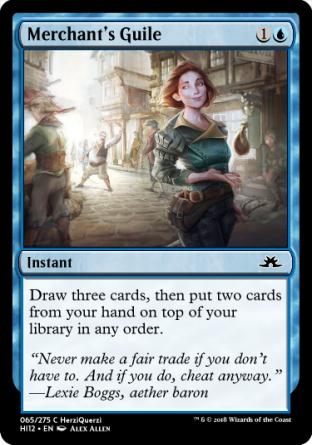 Merchant's Guile 1
Instant
Draw three cards, then put two cards
from your hand on top of your
library in any order.
“Never make a fair trade if you don't
have to. And if you do, cheat anyway.”
—Lexie Boggs, aether baron
065/275 C HerziQuerzi
HI12 • EN ALEX ALLEN
™ & © 2018 Wizards of the Coast